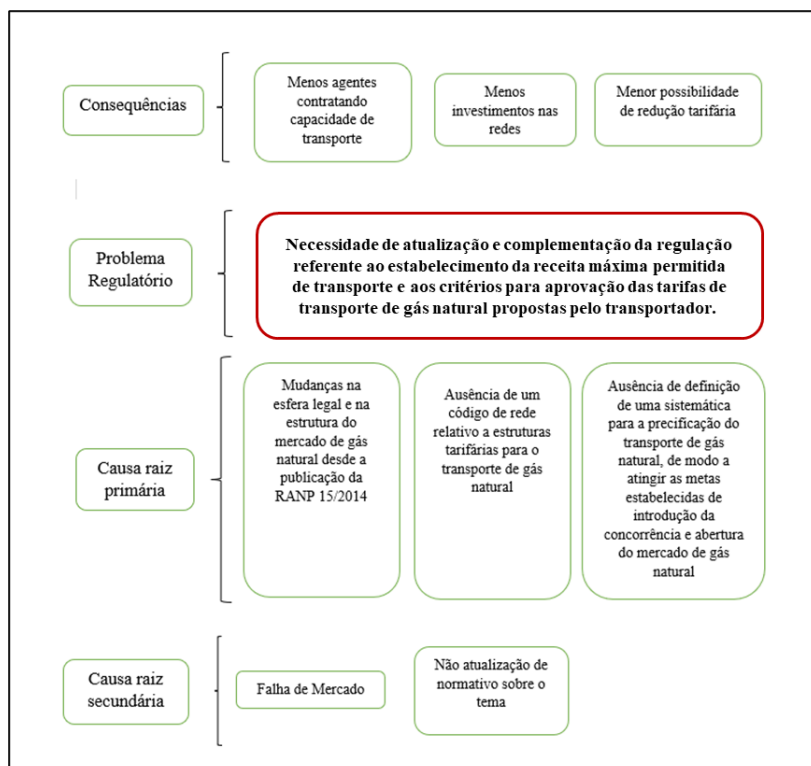 Consequências
Menos agentes
contratando
capacidade de
transporte
Menos
investimentos nas
redes
Menor possibilidade
de redução tarifária
Problema
Regulatório
Necessidade de atualização e complementação da regulação
referente ao estabelecimento da receita máxima permitida
de transporte e aos critérios para aprovação das tarifas de
transporte de gás natural propostas pelo transportador.
Causa raiz
primária
Mudanças na
esfera legal e na
estrutura do
mercado de gás
natural desde a
publicação da
RANP 15/2014
Ausência de um
código de rede
relativo a estruturas
tarifárias para o
transporte de gás
natural
Ausência de definição
de uma sistemática
para a precificação do
transporte de gás
natural, de modo a
atingir as metas
estabelecidas de
introdução da
concorrência e abertura
do mercado de gás
natural
Causa raiz
secundária
Falha de Mercado
Não atualização de
normativo sobre o
tema